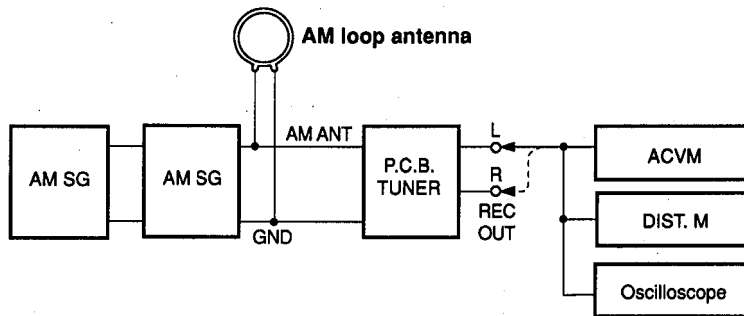 AM loop antenna
AM SG
AM SG
AM ANT
GND
P.C.B.
TUNER
L
R
REC
OUT
ACVM
DIST. M
Oscilloscope